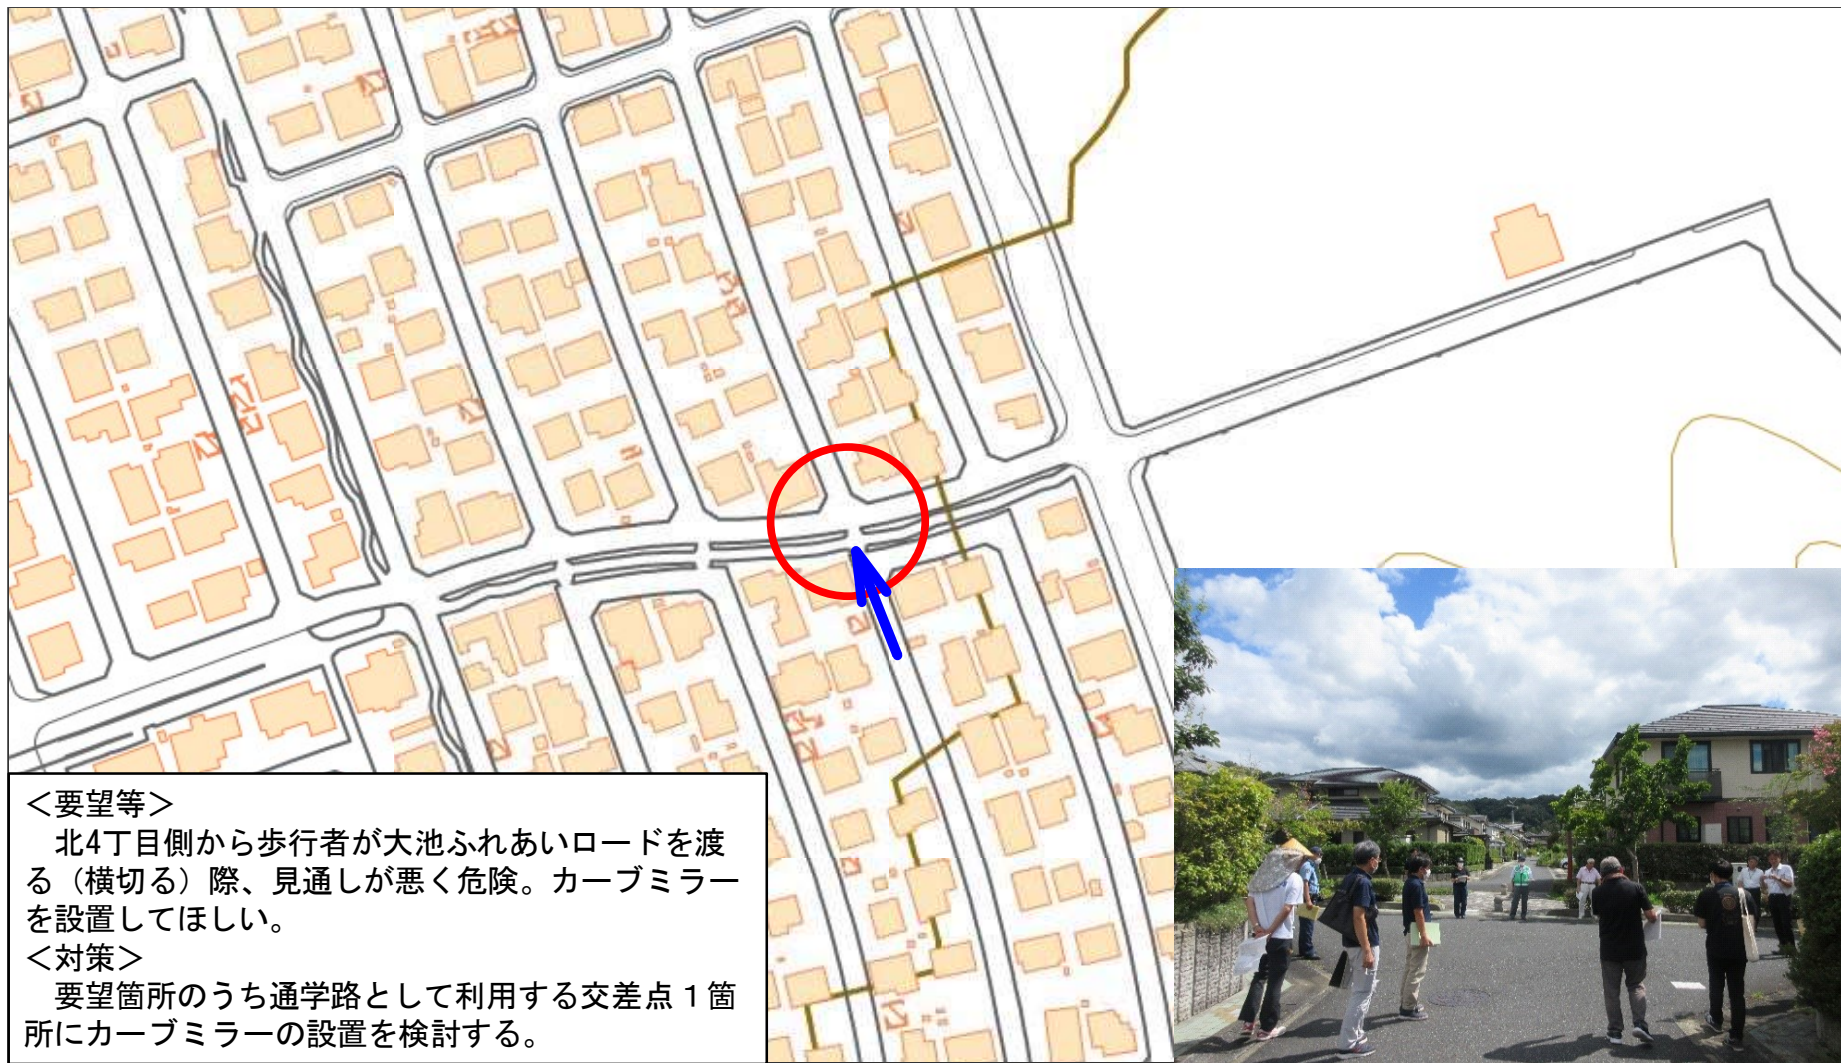 ＜要望等＞
　北4丁目側から歩行者が大池ふれあいロードを渡
る（横切る）際、見通しが悪く危険。カーブミラー
を設置してほしい。
＜対策＞
　要望箇所のうち通学路として利用する交差点１箇
所にカーブミラーの設置を検討する。